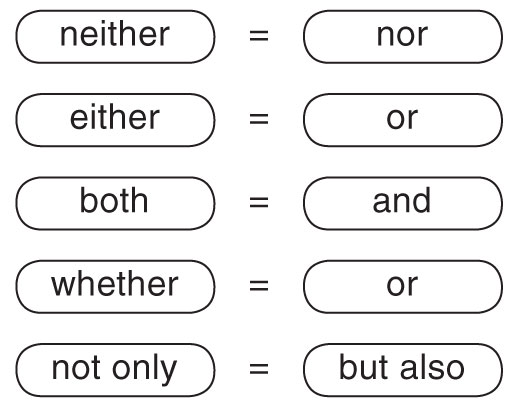 neither = nor
either = or
both = and
whether = or
not only = but also